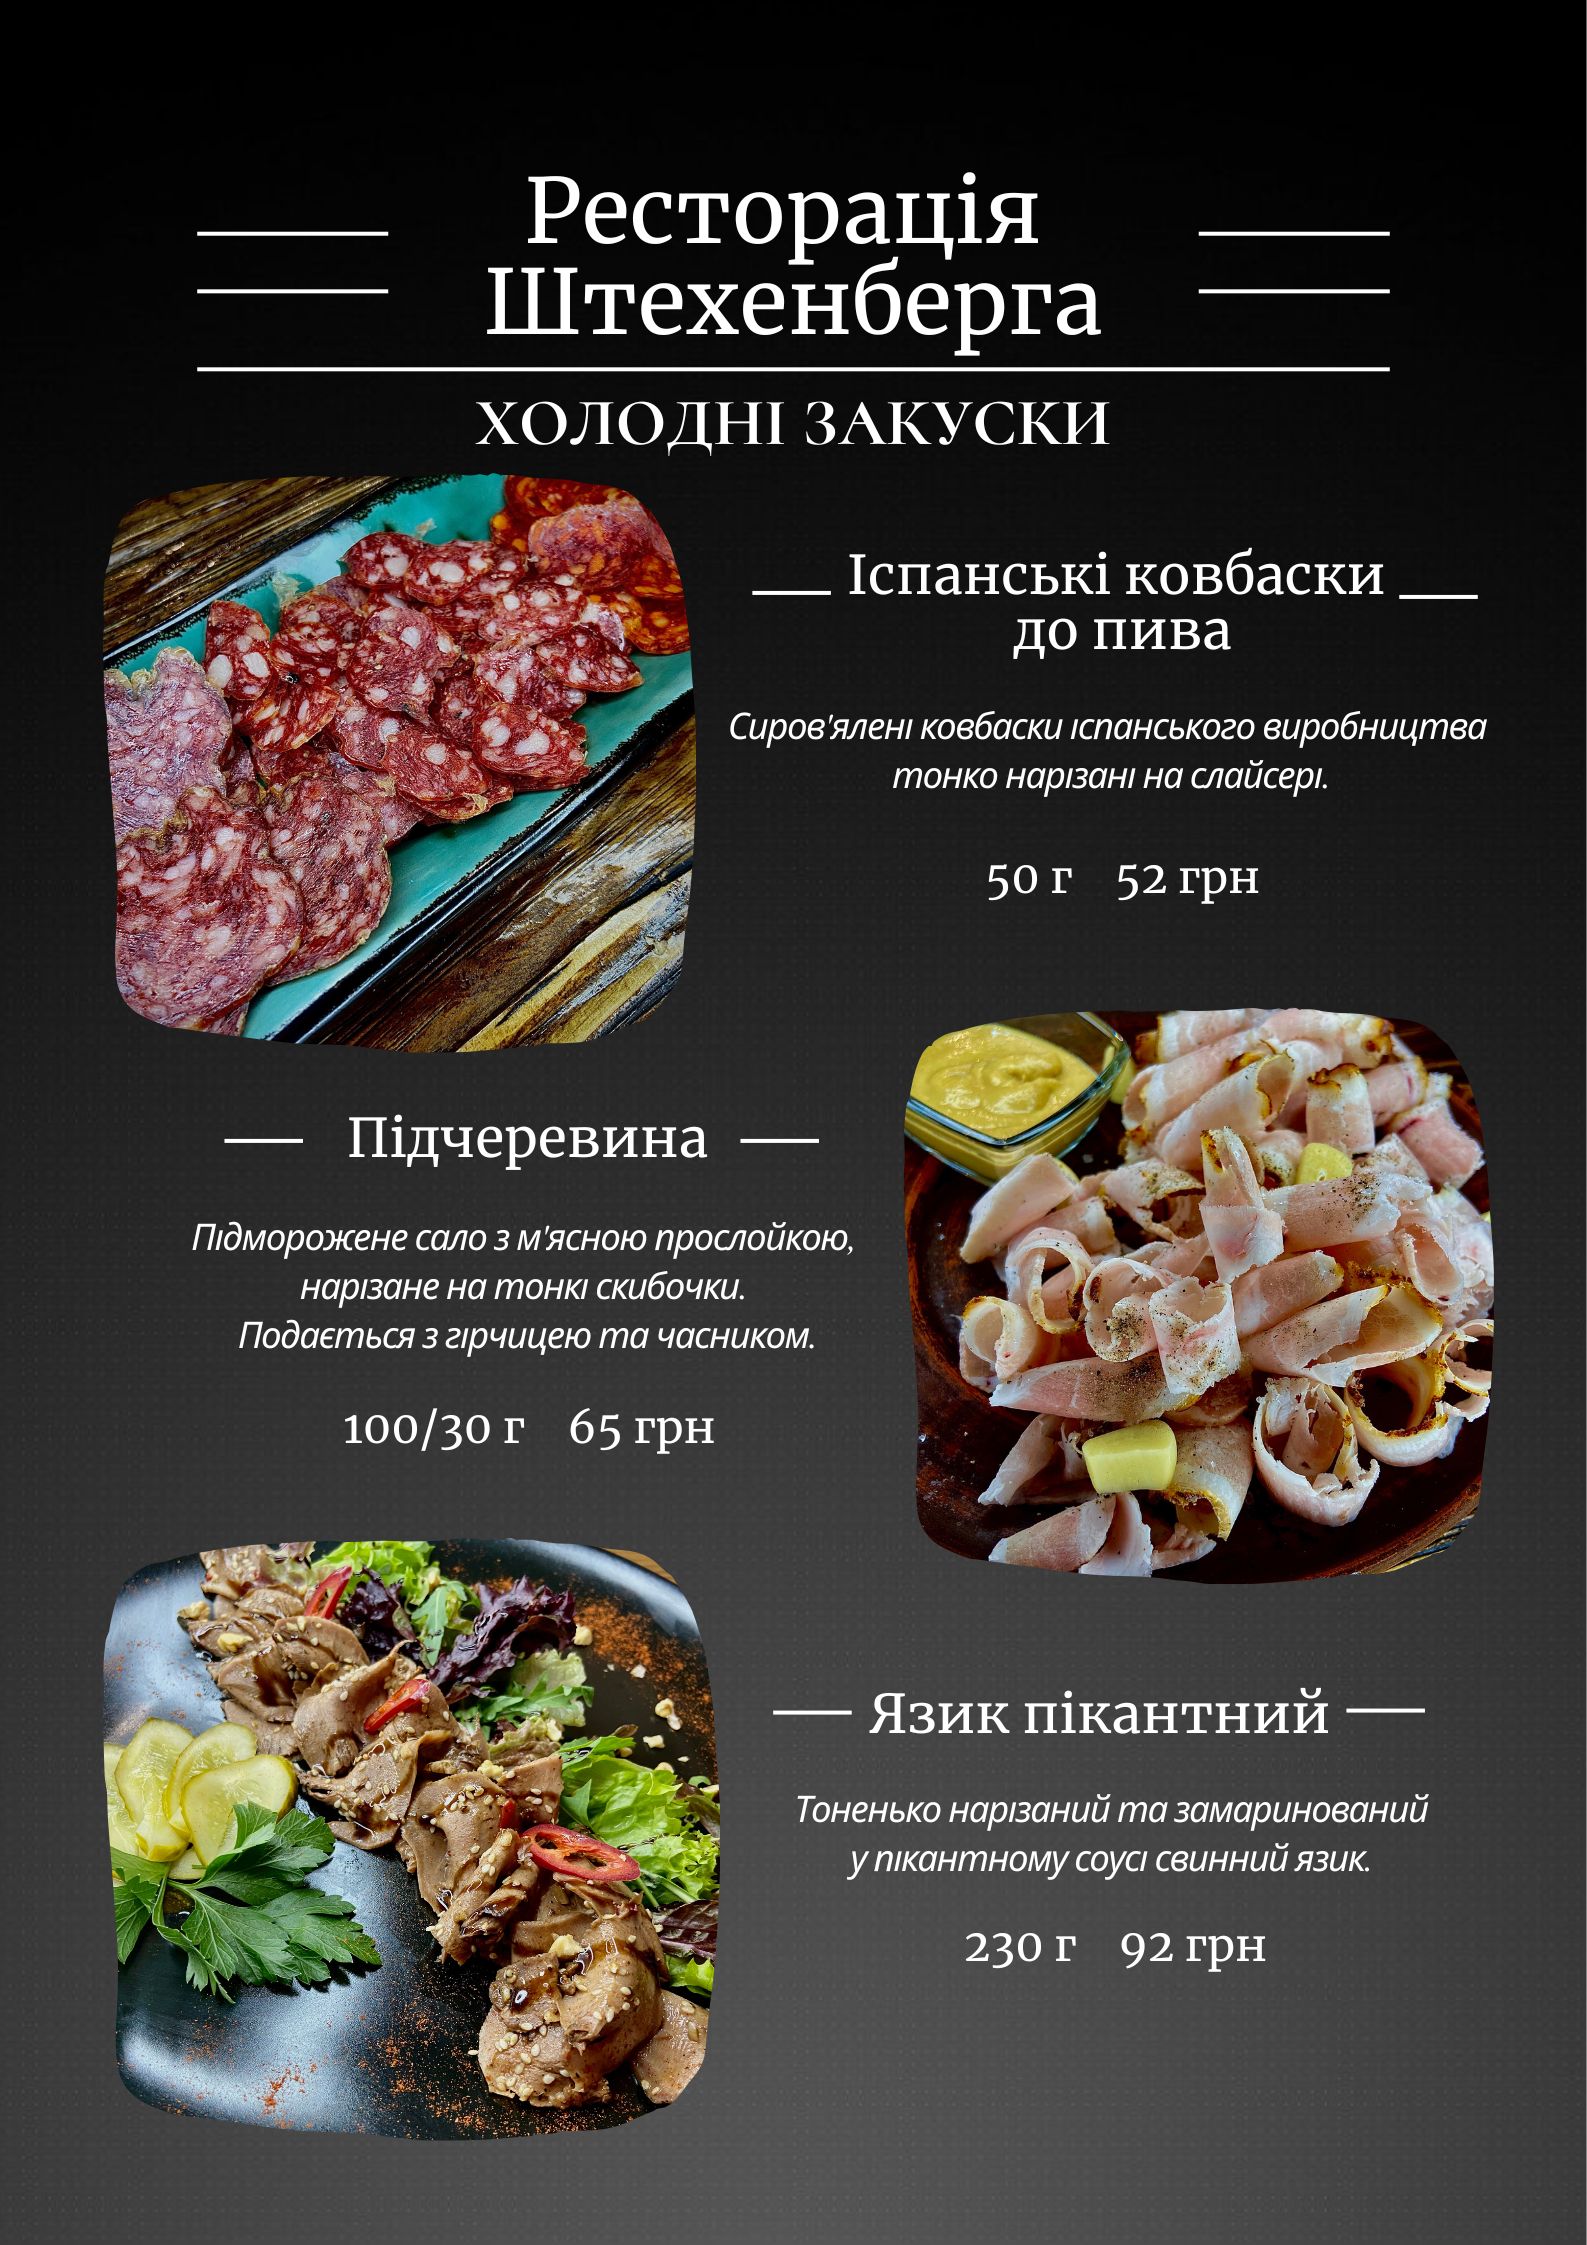 Ресторація
Штехенберга
ХОЛОДНІ ЗАКУСКИ
Іспанські ковбаски
до пива
Сиров'ялені ковбаски іспанського виробництва
тонко нарізані на слайсері.
50 г 52 грн
Підчеревина
Підморожене сало з м'ясною прослойкою,
нарізане на тонкі скибочки.
Подається з гірчицею та часником.
100/30 г 65 грн
Язик пікантний
Тоненько нарізаний та замаринований
у пікантному соусі свинний язик.
230 г 92 грн